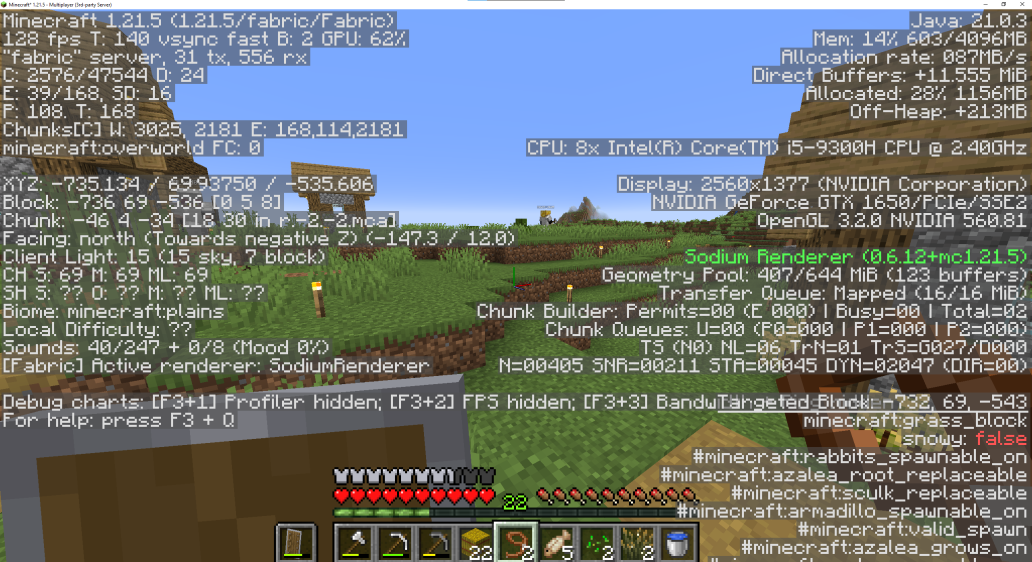 Minecraft* 1.21.5 - Multiplayer (3rd-party Server)
Minecraft 1.21.5 (1.21.5/fabric/Fabric)
128 fps T: 140 vsync fast B: 2 GPU: 62%
"fabric" server, 31 tx, 556 rx
C: 2576/47544 D: 24
E: 39/168, SD: 16
P: 108. T: 168
Chunks[C] W: 3025, 2181 E: 168,114,2181
minecraft:overworld FC: 0
XYZ: -735.134 / 69.93750 / -535.606
Block: -736 69 -536 [0 5 8]
Chunk: -46 4 -34 [18 30 in r.-2.-2.mca]
Facing: north (Towards negative Z) (-147.3 / 12.0)
Client Light: 15 (15 sky, 7 block)
CH S: 69 M: 69 ML: 69
SH S: ?? O: ?? M: ?? ML: ??
Biome: minecraft:plains
Local Difficulty: ??
Sounds: 40/247 + 0/8 (Mood 0%)
[Fabric] Active renderer: SodiumRenderer
Debug charts: [F3+1] Profiler hidden; [F3+2] FPS hidden; [F3+3] Bandw
For help: press F3 + Q
Java: 21.0.3
Mem: 14% 603/4096MB
Allocation rate: 087MB/s
Direct Buffers: +11.555 MiB
Allocated: 28% 1156MB
Off-Heap: +213MB
CPU: 8x Intel(R) Core(TM) i5-9300H CPU @ 2.40GHz
Display: 2560x1377 (NVIDIA Corporation)
NVIDIA GeForce GTX 1650/PCIe/SSE2
OpenGL 3.2.0 NVIDIA 560.81
Sodium Renderer (0.6.12+mc1.21.5)
Geometry Pool: 407/644 MiB (123 buffers)
Transfer Queue: Mapped (16/16 MiB)
Chunk Builder: Permits=00 (E 000) | Busy=00 | Total=02
Chunk Queues: U=00 (P0=000 | P1=000 | P2=000)
TS (N0) NL=06 TrN=01 TrS=G027/D000
N=00405 SNR=00211 STA=00045 DYN=02047 (DIR=00)
Targeted Block: -732, 69, -543
minecraft:grass_block
snowy: false
#minecraft:rabbits_spawnable_on
#minecraft:azalea_root_replaceable
#minecraft:sculk_replaceable
#minecraft:armadillo_spawnable_on
#minecraft:valid_spawn
#minecraft:azalea_grows_on
22
22
2
5
2
2